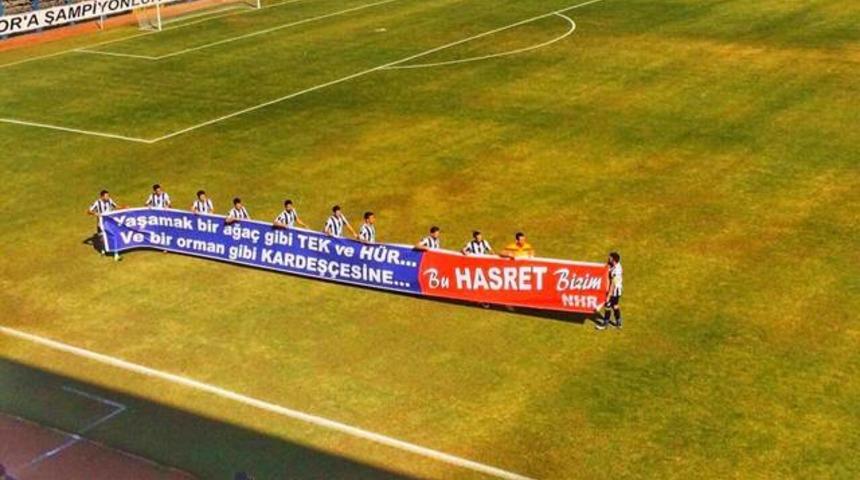 OR'A ŞAMPİYONLU
Yaşamak bir ağaç gibi TEK ve HÜR...
Ve bir orman gibi KARDEŞÇESİNE...
Bu HASRET Bizim
NHR